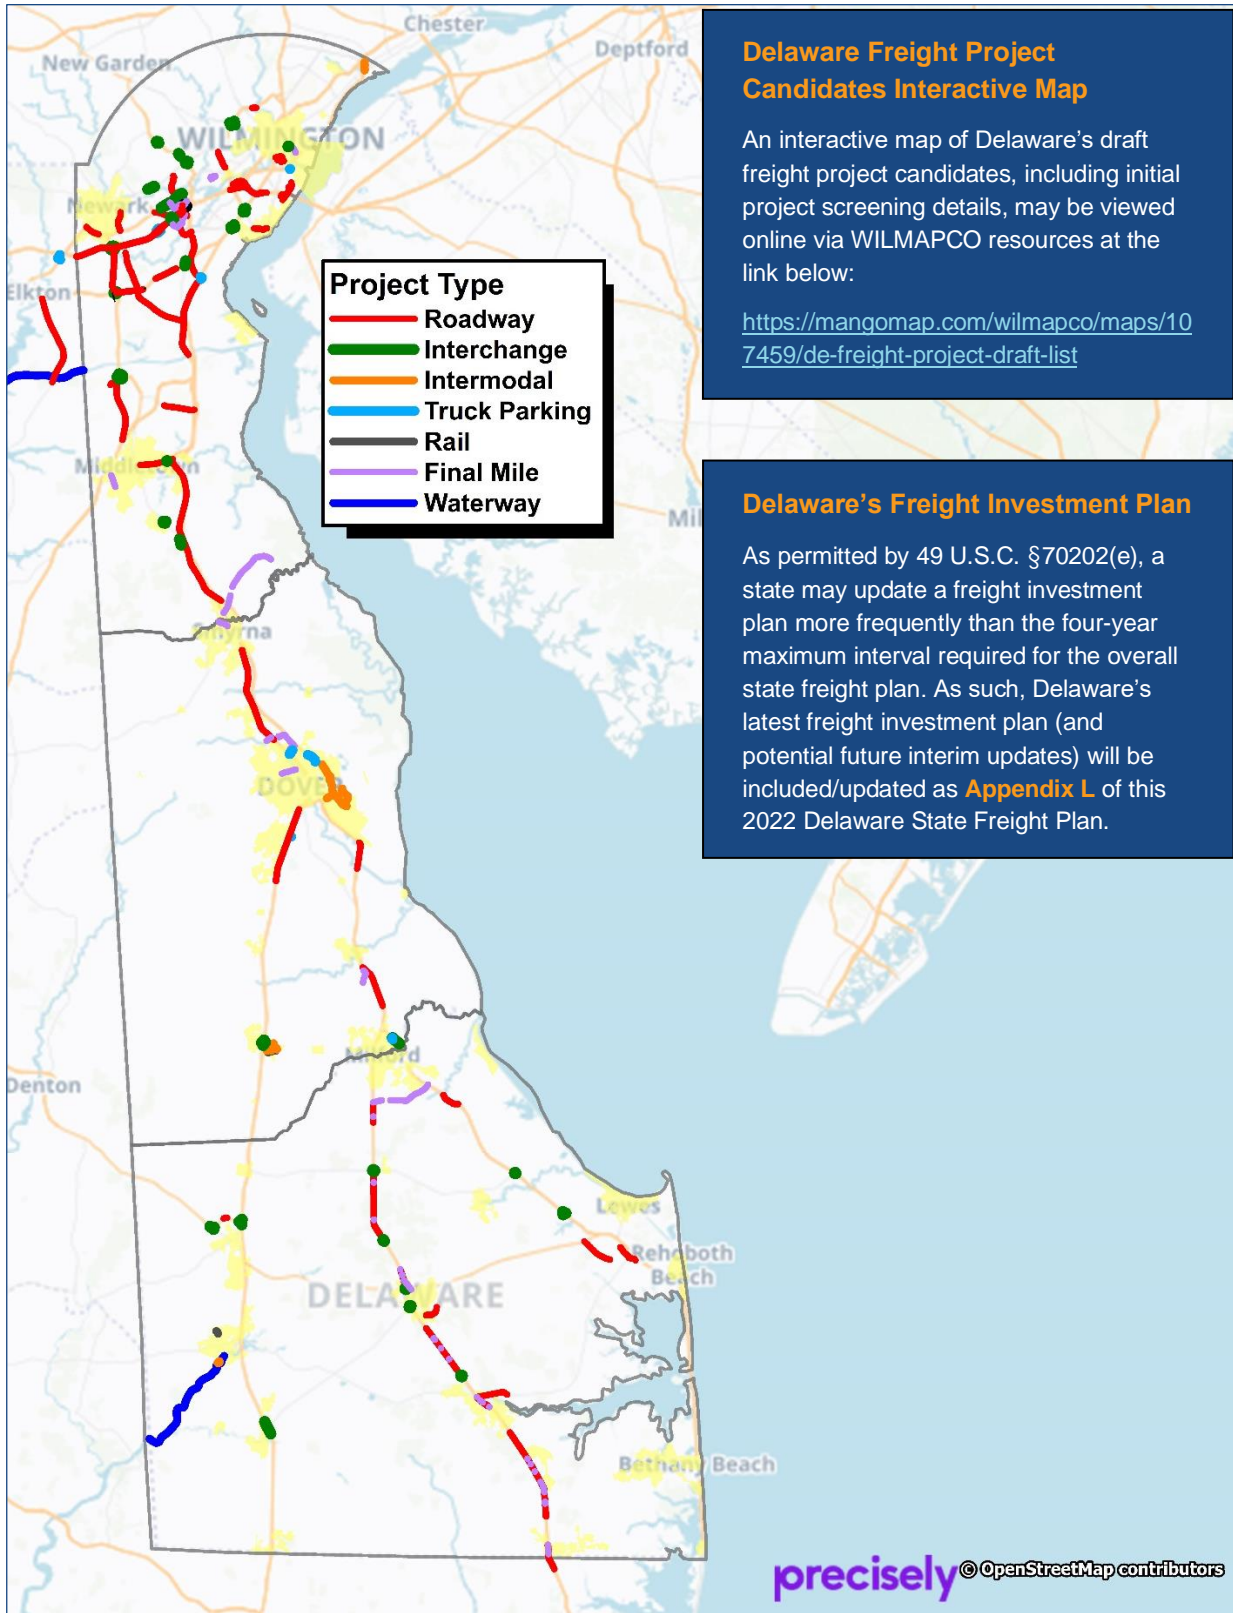 Chester
New Garden
Deptford
WILMINGTON
Newark
Elkton
Middletown
Mil
Smyrna
DOVER
Denton
Milford
Lewes
Rehoboth
Beach
DELAWARE
Bethany Beach
Project Type
Roadway
Interchange
Intermodal
Truck Parking
Rail
Final Mile
Waterway
Delaware Freight Project
Candidates Interactive Map
An interactive map of Delaware’s draft
freight project candidates, including initial
project screening details, may be viewed
online via WILMAPCO resources at the
link below:
https://mangomap.com/wilmapco/maps/10
7459/de-freight-project-draft-list
Delaware’s Freight Investment Plan
As permitted by 49 U.S.C. §70202(e), a
state may update a freight investment
plan more frequently than the four-year
maximum interval required for the overall
state freight plan. As such, Delaware’s
latest freight investment plan (and
potential future interim updates) will be
included/updated as Appendix L of this
2022 Delaware State Freight Plan.
precisely © OpenStreetMap contributors